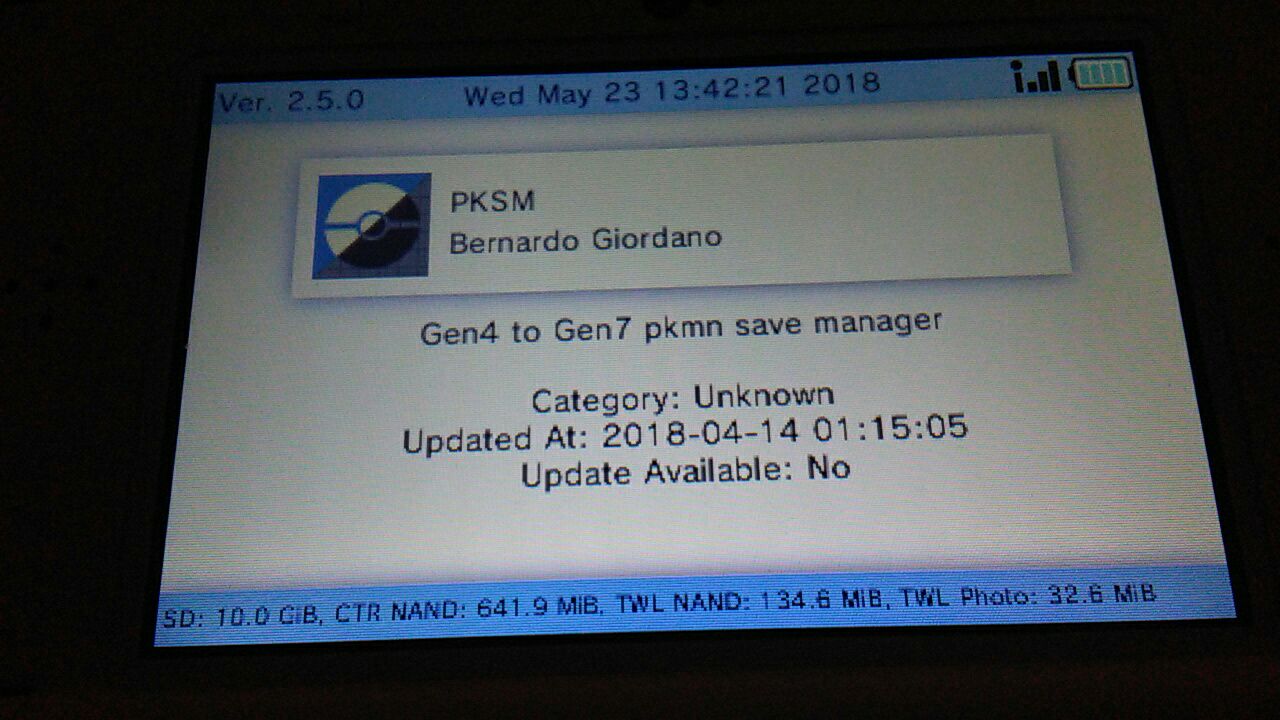 Ver. 2.5.0 Wed May 23 13:42:21 2018
PKSM
Bernardo Giordano
Gen4 to Gen7 pkmn save manager
Category: Unknown
Updated At: 2018-04-14 01:15:05
Update Available: No
SD: 10.0 GiB, CTR NAND: 641.9 MiB, TWL NAND: 134.6 MiB, TWL Photo: 32.6 MiB